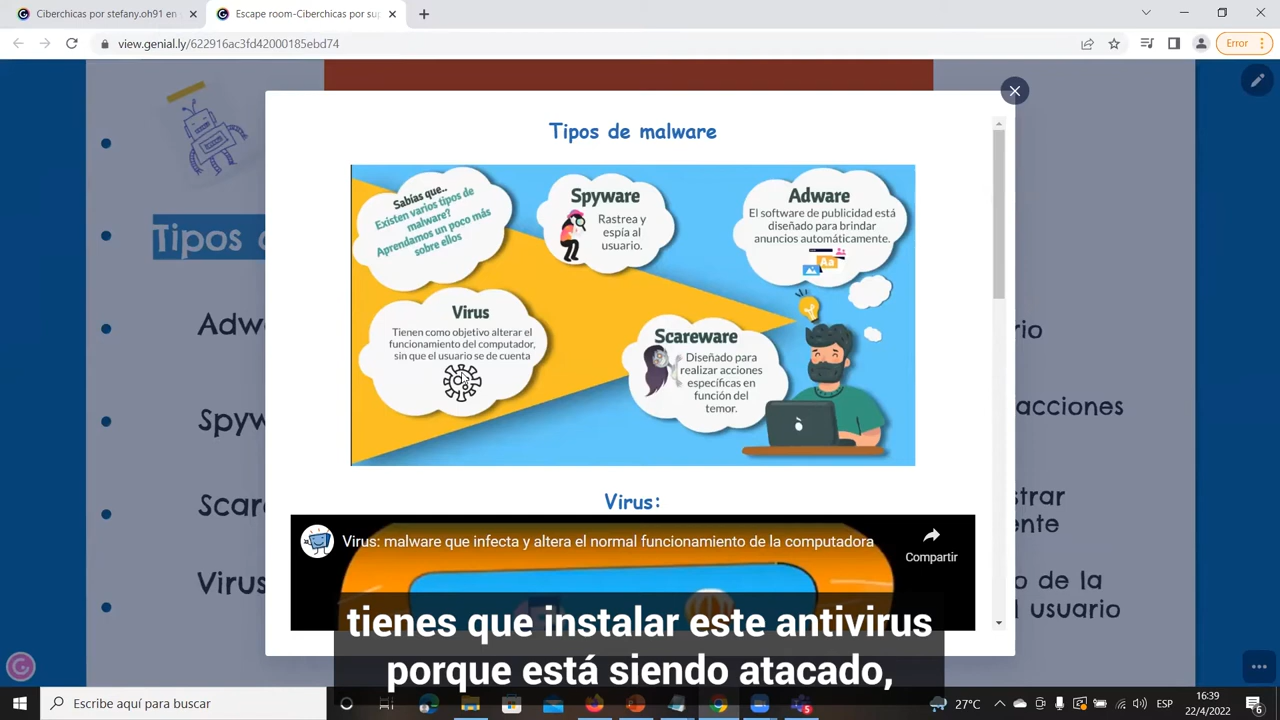 Ciberchicas por stefany.oh91 en
Escape room-Ciberchicas por su
view.genial.ly/622916ac3fd42000185ebd74
Error
Tipos de malware
Sabías que..
Existen varios tipos de
malware?
Aprendamos un poco más
sobre ellos
Spyware
Rastrea y
espía al
usuario.
Adware
El software de publicidad está
diseñado para brindar
anuncios automáticamente.
Aa
Virus
Tienen como objetivo alterar el
funcionamiento del computador,
sin que el usuario se de cuenta
Scareware
Diseñado para
realizar acciones
específicas en
función del
temor.
Tipos
Adw
Spyw
Scar
Virus
acciones
de la
usuario
Virus:
Virus: malware que infecta y altera el normal funcionamiento de la computadora
Compartir
tienes que instalar este antivirus
porque está siendo atacado,
Escribe aquí para buscar
27°C
ESP
16:39
22/4/2022
6